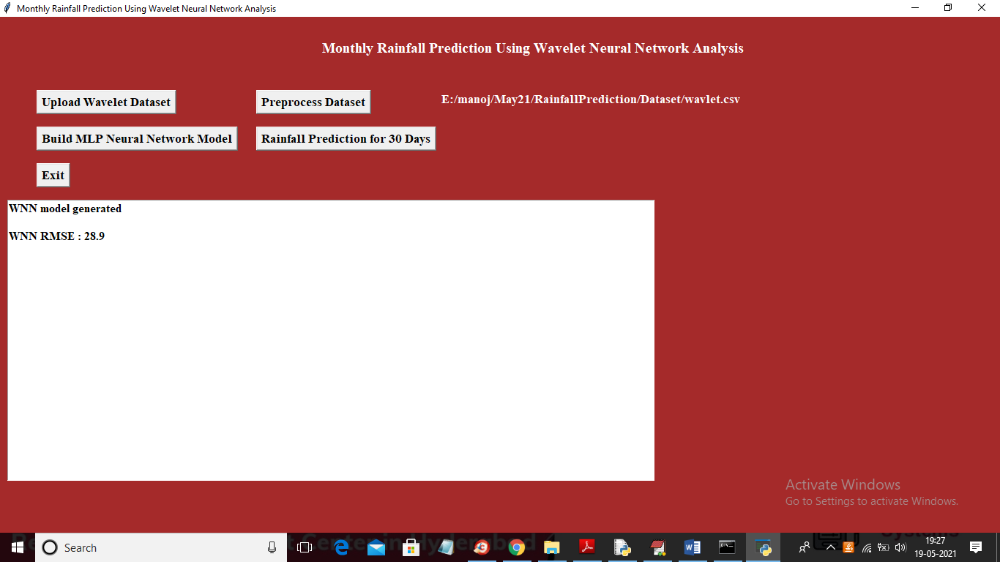 Monthly Rainfall Prediction Using Wavelet Neural Network Analysis
Monthly Rainfall Prediction Using Wavelet Neural Network Analysis
Upload Wavelet Dataset
Preprocess Dataset
E:/manoj/May21/RainfallPrediction/Dataset/wavlet.csv
Build MLP Neural Network Model
Rainfall Prediction for 30 Days
Exit
WNN model generated
WNN RMSE : 28.9
Activate Windows
Go to Settings to activate Windows.
Search
19:27
19-05-2021